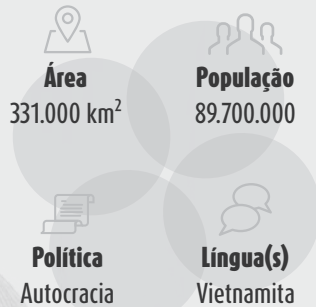 Área
331.000 km²
População
89.700.000
Política
Autocracia
Língua(s)
Vietnamita